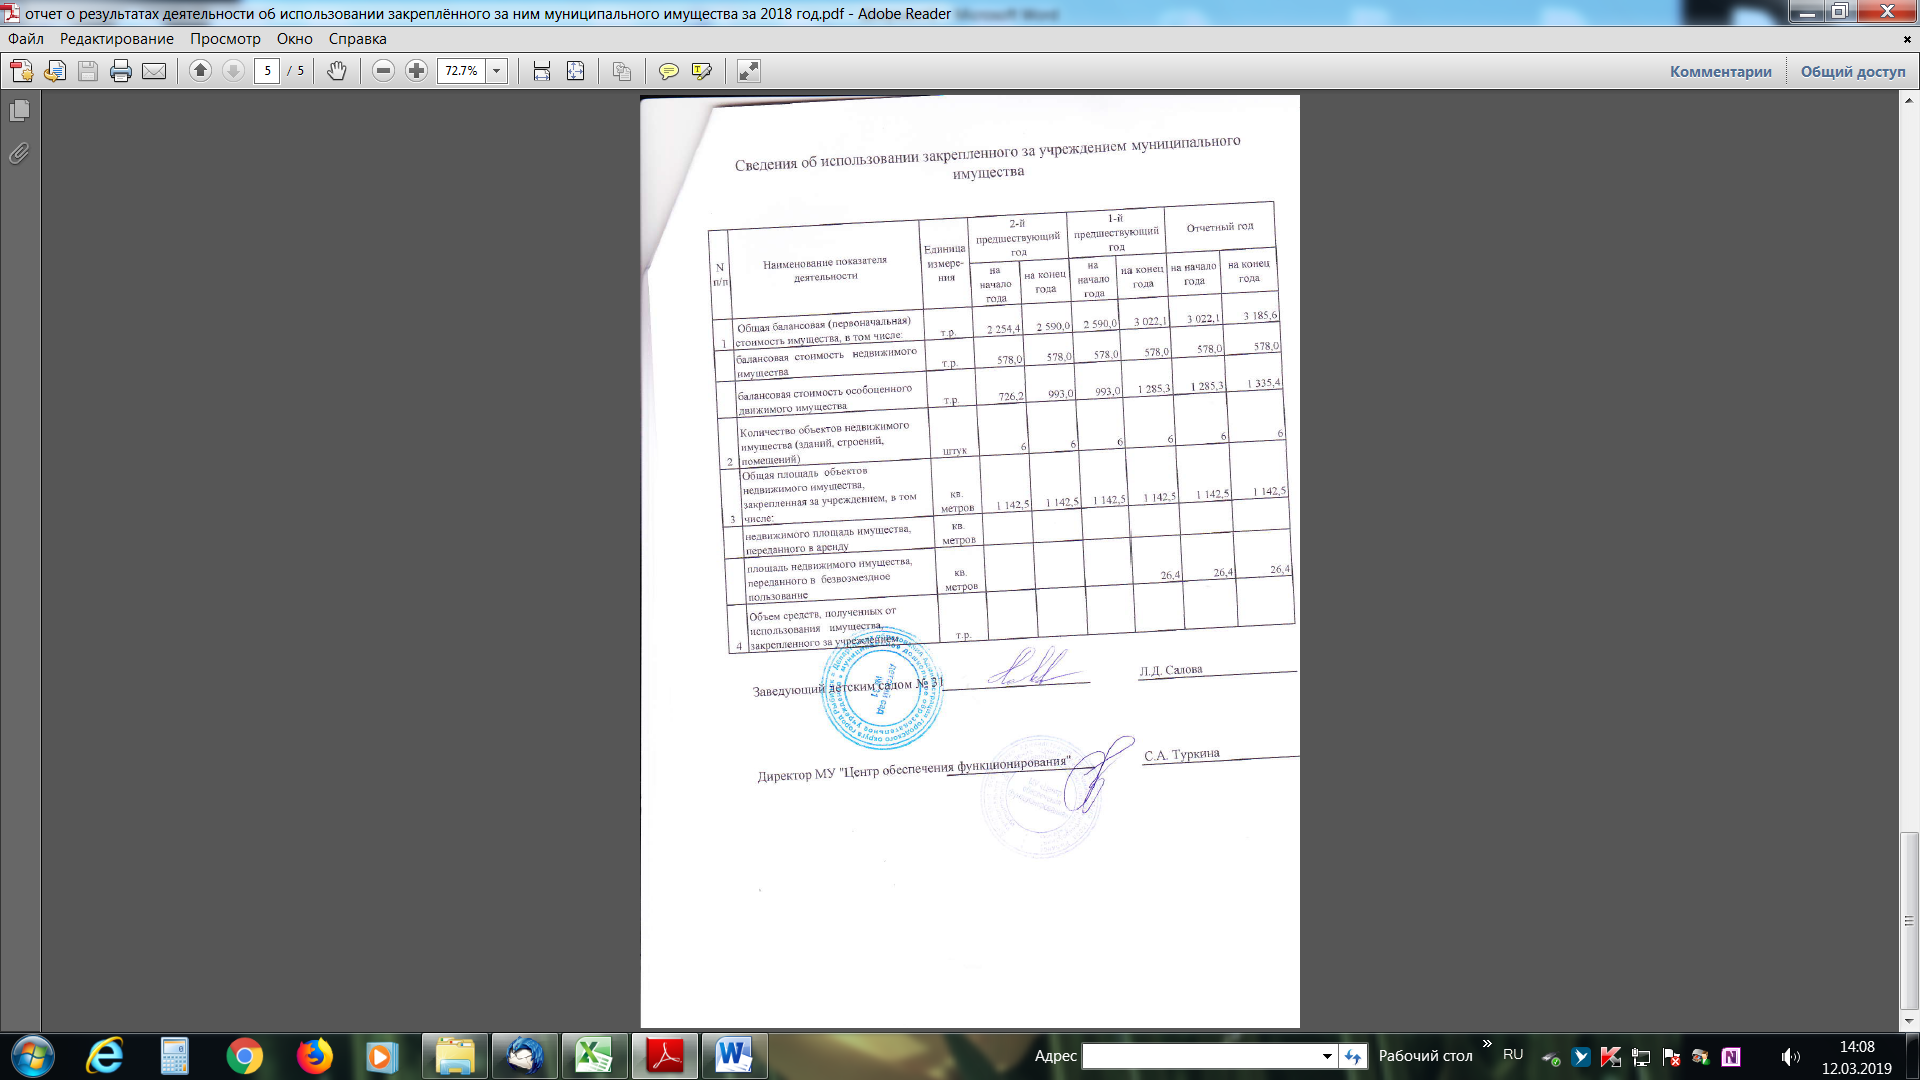 отчет о результатах деятельности об использовании закреплённого за ним муниципального имущества за 2018 год.pdf - Adobe Reader
Файл Редактирование Просмотр Окно Справка
5 / 5 72.7% Комментарии Общий доступ
Сведения об использовании закрепленного за учреждением муниципального
имущества
N п/п Наименование показателя деятельности Единица измере-ния 2-й предшествующий год 1-й предшествующий год Отчетный год
на начало года на конец года на начало года на конец года на начало года на конец года
1 Общая балансовая (первоначальная) стоимость имущества, в том числе: т.р. 2 254,4 2 590,0 2 590,0 3 022,1 3 022,1 3 185,6
балансовая стоимость недвижимого имущества т.р. 578,0 578,0 578,0 578,0 578,0 578,0
балансовая стоимость особоценного движимого имущества т.р. 726,2 993,0 993,0 1 285,3 1 285,3 1 335,4
2 Количество объектов недвижимого имущества (зданий, строений, помещений) штук 6 6 6 6 6 6
3 Общая площадь объектов недвижимого имущества, закрепленная за учреждением, в том числе: кв. метров 1 142,5 1 142,5 1 142,5 1 142,5 1 142,5 1 142,5
недвижимого площадь имущества, переданного в аренду кв. метров
площадь недвижимого имущества, переданного в безвозмездное пользование кв. метров 26,4 26,4 26,4
4 Объем средств, полученных от использования имущества, закрепленного за учреждением т.р.
Заведующий детским садом № 31 Л.Д. Салова
Детский сад № 31
Директор МУ "Центр обеспечения функционирования" С.А. Туркина
Адрес Рабочий стол » RU 14:08
12.03.2019